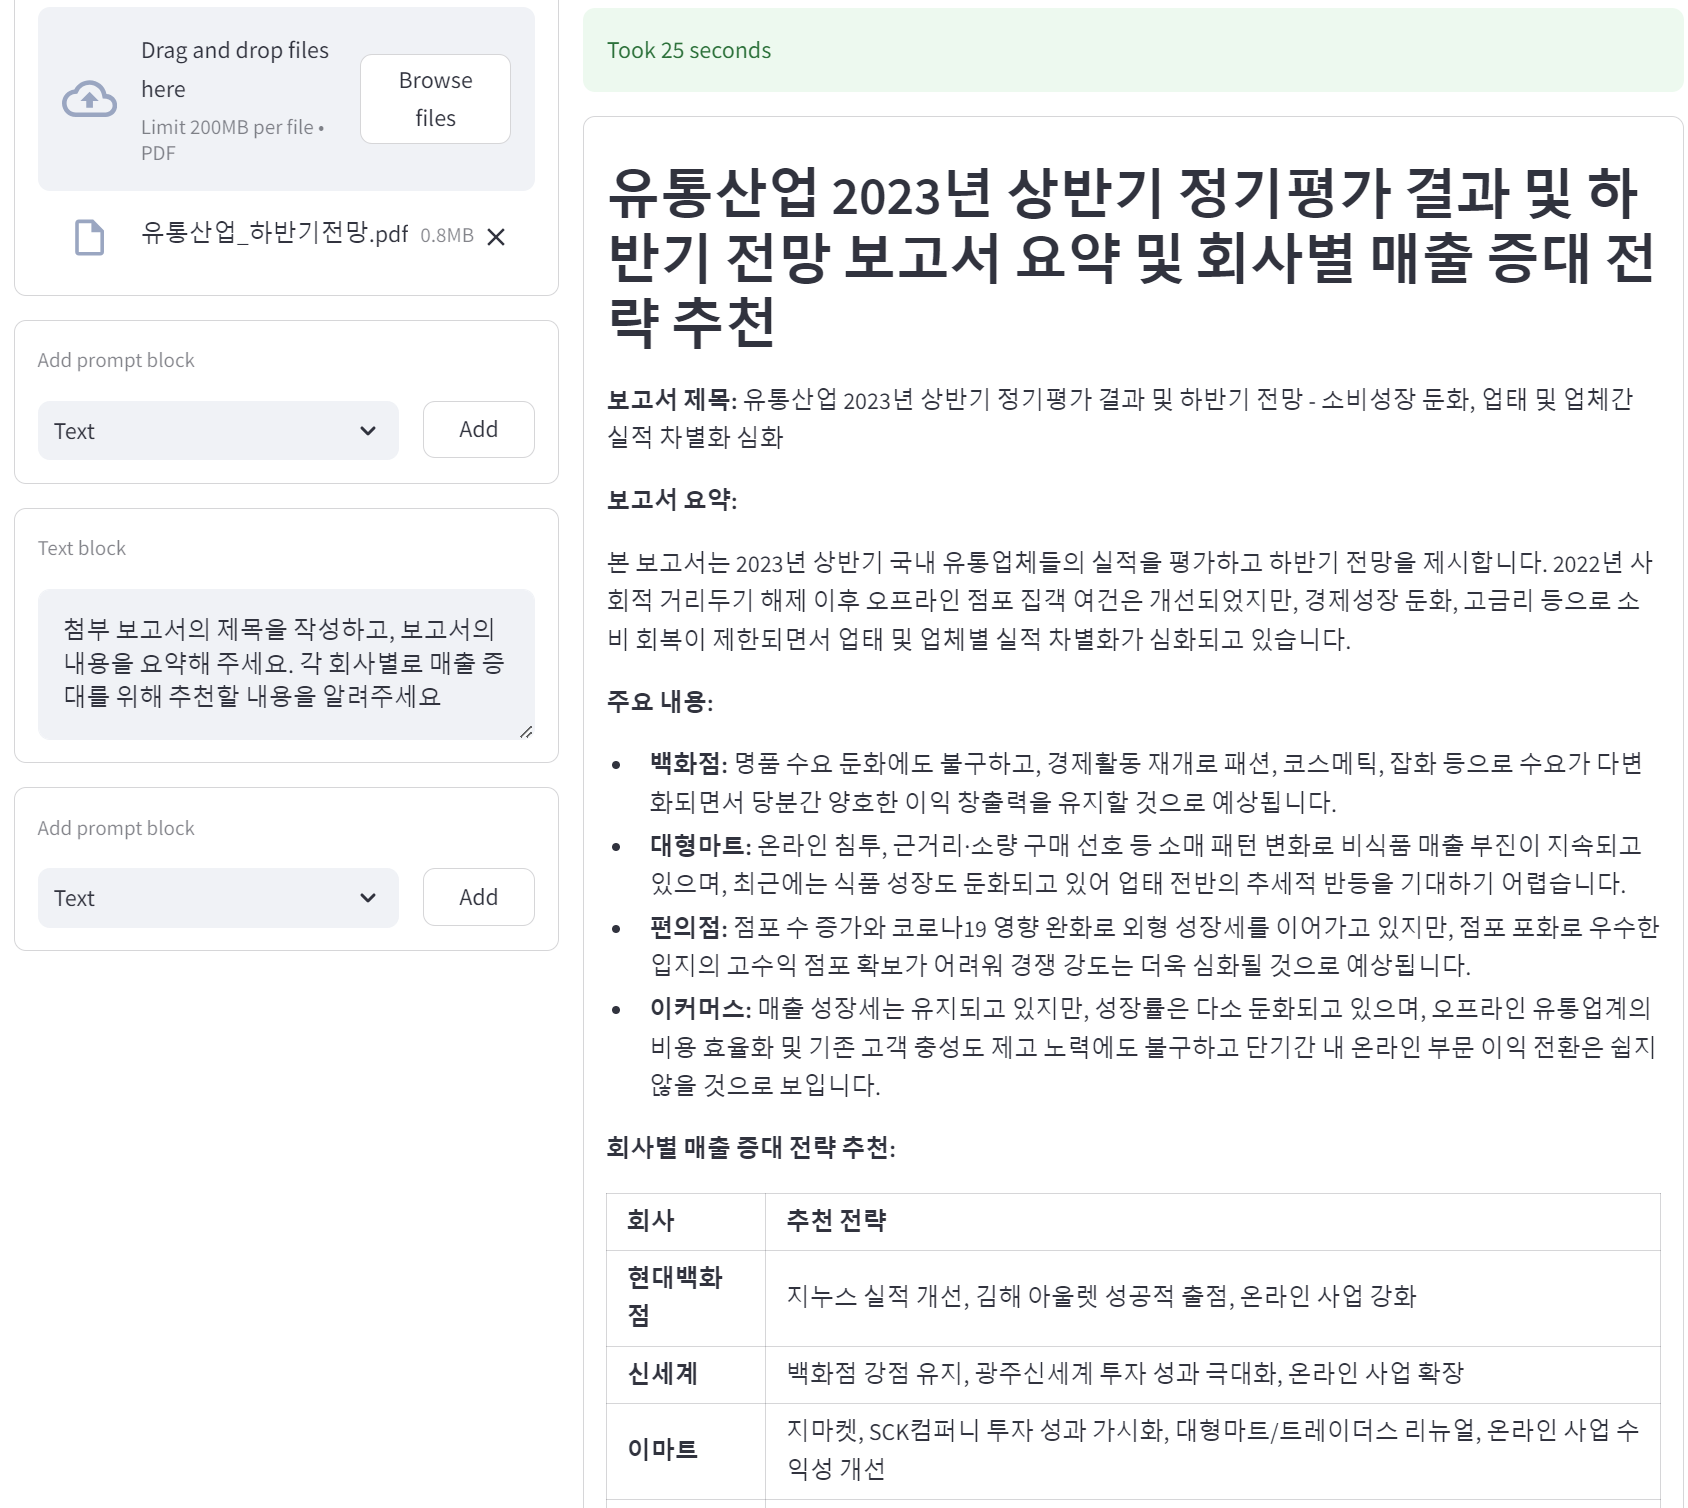 Drag and drop files
here
Limit 200MB per file •
PDF
Browse
files
유통산업_하반기전망.pdf 0.8MB
Add prompt block
Text
Add
Text block
첨부 보고서의 제목을 작성하고, 보고서의
내용을 요약해 주세요. 각 회사별로 매출 증
대를 위해 추천할 내용을 알려주세요
Add prompt block
Text
Add
Took 25 seconds
유통산업 2023년 상반기 정기평가 결과 및 하
반기 전망 보고서 요약 및 회사별 매출 증대 전
략 추천
보고서 제목: 유통산업 2023년 상반기 정기평가 결과 및 하반기 전망 - 소비성장 둔화, 업태 및 업체간
실적 차별화 심화
보고서 요약:
본 보고서는 2023년 상반기 국내 유통업체들의 실적을 평가하고 하반기 전망을 제시합니다. 2022년 사
회적 거리두기 해제 이후 오프라인 점포 집객 여건은 개선되었지만, 경제성장 둔화, 고금리 등으로 소
비 회복이 제한되면서 업태 및 업체별 실적 차별화가 심화되고 있습니다.
주요 내용:
• 백화점: 명품 수요 둔화에도 불구하고, 경제활동 재개로 패션, 코스메틱, 잡화 등으로 수요가 다변
화되면서 당분간 양호한 이익 창출력을 유지할 것으로 예상됩니다.
• 대형마트: 온라인 침투, 근거리·소량 구매 선호 등 소매 패턴 변화로 비식품 매출 부진이 지속되고
있으며, 최근에는 식품 성장도 둔화되고 있어 업태 전반의 추세적 반등을 기대하기 어렵습니다.
• 편의점: 점포 수 증가와 코로나19 영향 완화로 외형 성장세를 이어가고 있지만, 점포 포화로 우수한
입지의 고수익 점포 확보가 어려워 경쟁 강도는 더욱 심화될 것으로 예상됩니다.
• 이커머스: 매출 성장세는 유지되고 있지만, 성장률은 다소 둔화되고 있으며, 오프라인 유통업계의
비용 효율화 및 기존 고객 충성도 제고 노력에도 불구하고 단기간 내 온라인 부문 이익 전환은 쉽지
않을 것으로 보입니다.
회사별 매출 증대 전략 추천:
회사 추천 전략
현대백화
점
지누스 실적 개선, 김해 아울렛 성공적 출점, 온라인 사업 강화
신세계 백화점 강점 유지, 광주신세계 투자 성과 극대화, 온라인 사업 확장
이마트
지마켓, SCK컴퍼니 투자 성과 가시화, 대형마트/트레이더스 리뉴얼, 온라인 사업 수
익성 개선